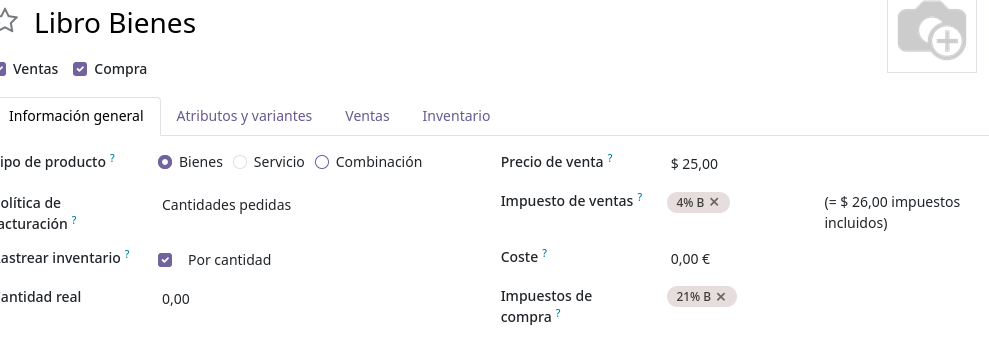 Libro Bienes
Ventas Compra
Información general Atributos y variantes Ventas Inventario
ipo de producto ? Bienes Servicio Combinación Precio de venta ? $ 25,00
olítica de
acturación ? Cantidades pedidas Impuesto de ventas ? 4% B ✕ (= $ 26,00 impuestos
incluidos)
astrear inventario ? Por cantidad Coste ? 0,00 €
antidad real 0,00 Impuestos de
compra ? 21% B ✕